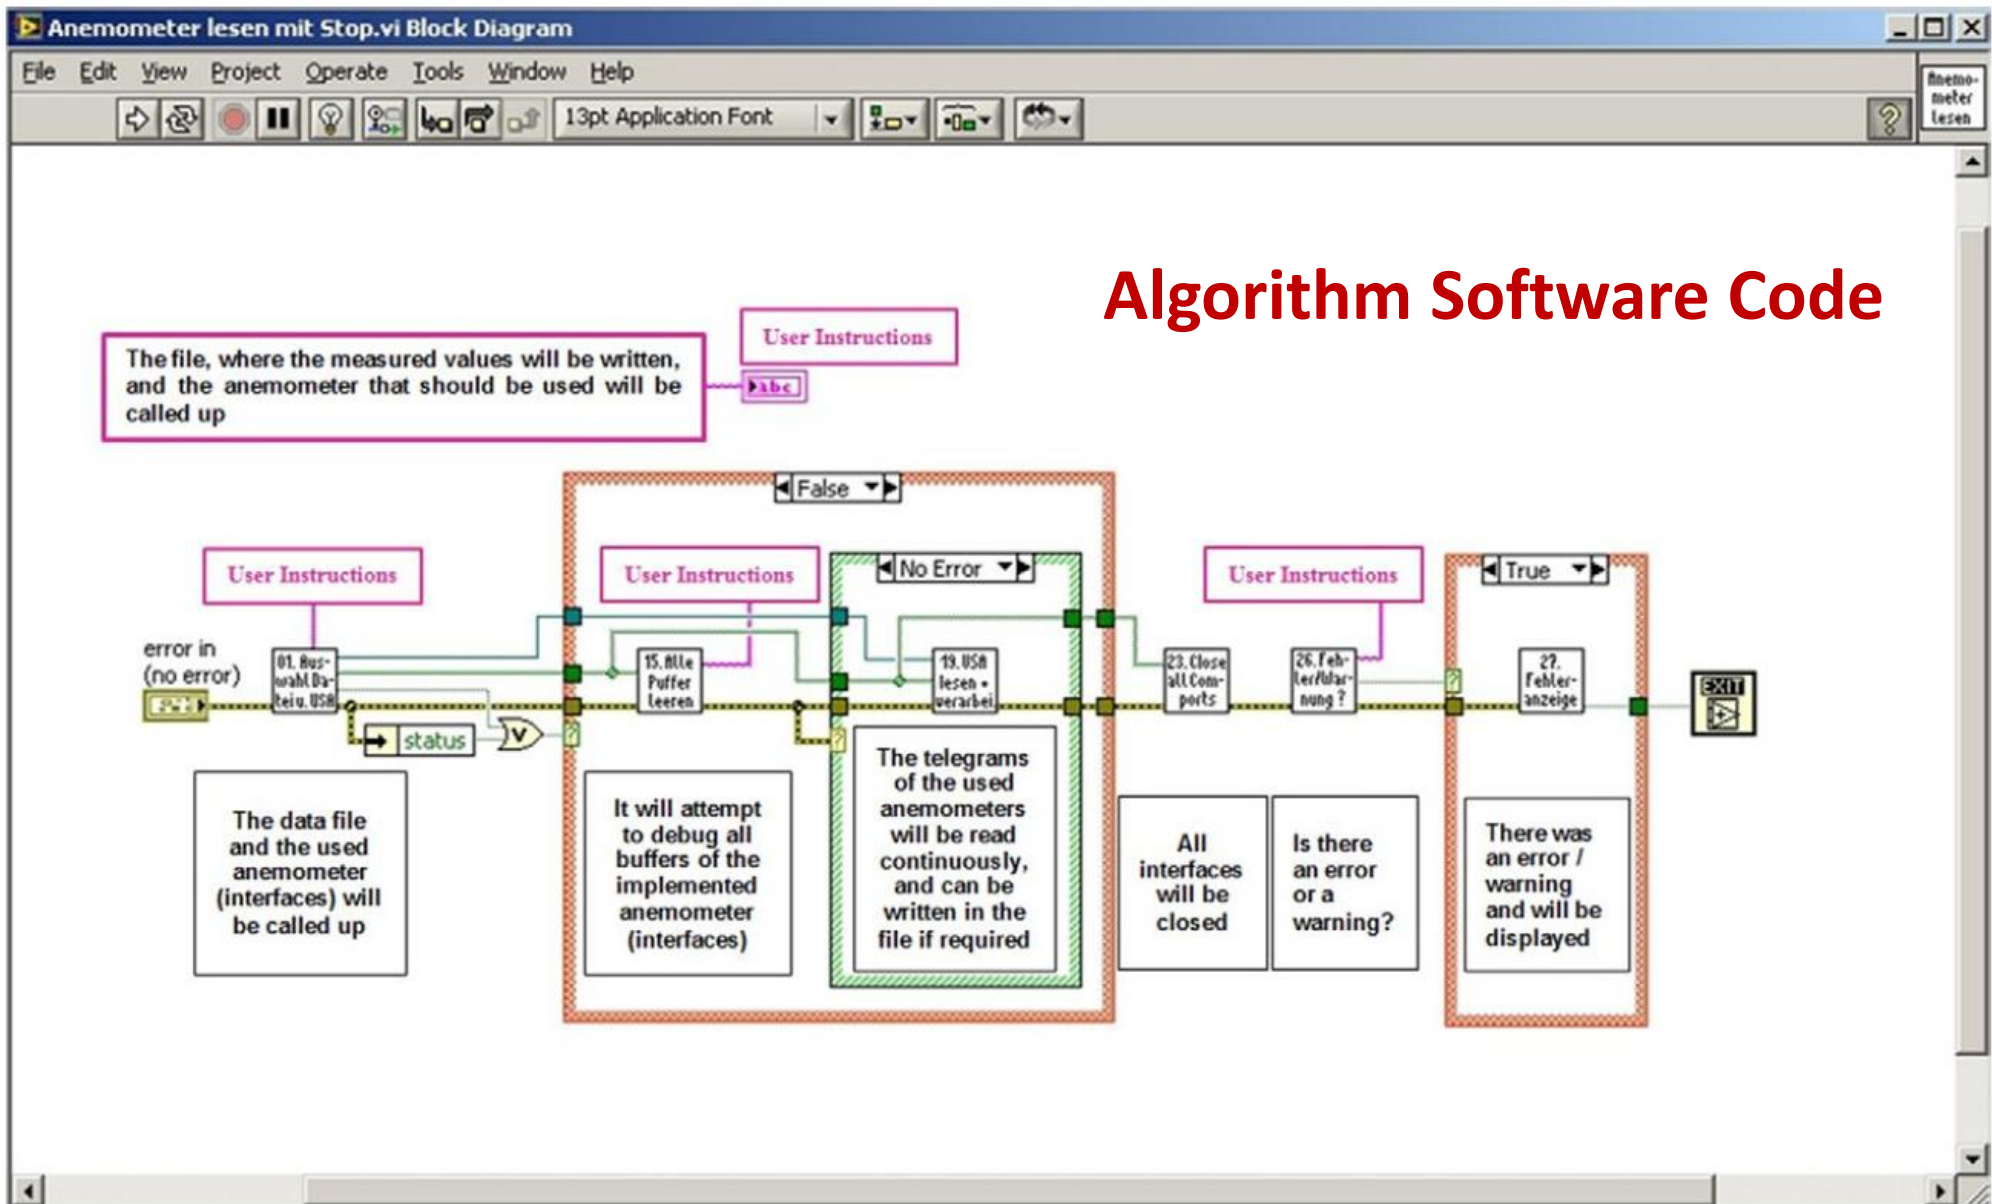 Anemometer lesen mit Stop.vi Block Diagram
File Edit View Project Operate Tools Window Help
Anemo-
meter
lesen
13pt Application Font
Algorithm Software Code
User Instructions
The file, where the measured values will be written,
and the anemometer that should be used will be
called up
abc
False
User Instructions
User Instructions
No Error
User Instructions
True
error in
(no error)
01. Aus-
wahl Da-
tei u. USA
15. Alle
Puffer
leeren
19. USA
lesen +
verarbei
23. Close
all Com-
ports
26. Feh-
ler/War-
nung ?
27.
Fehler-
anzeige
EXIT
status
V
The data file
and the used
anemometer
(interfaces) will
be called up
It will attempt
to debug all
buffers of the
implemented
anemometer
(interfaces)
The telegrams
of the used
anemometers
will be read
continuously,
and can be
written in the
file if required
All
interfaces
will be
closed
Is there
an error
or a
warning?
There was
an error /
warning
and will be
displayed